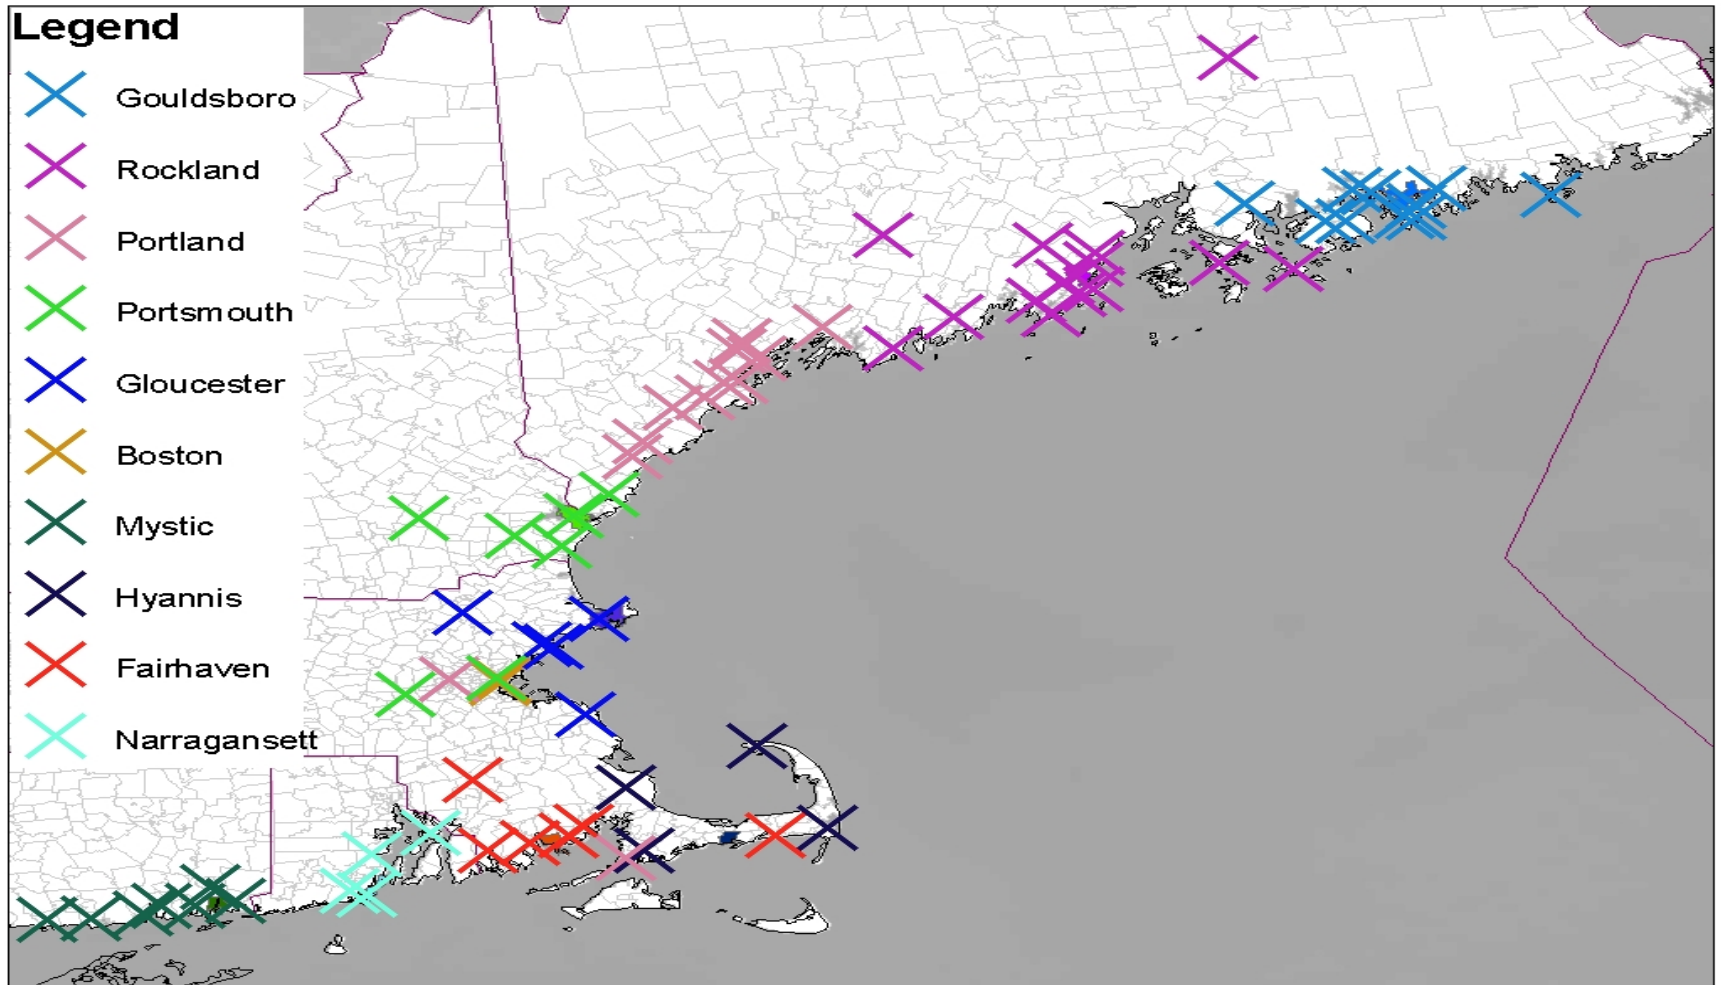 Legend
Gouldsboro
Rockland
Portland
Portsmouth
Gloucester
Boston
Mystic
Hyannis
Fairhaven
Narragansett